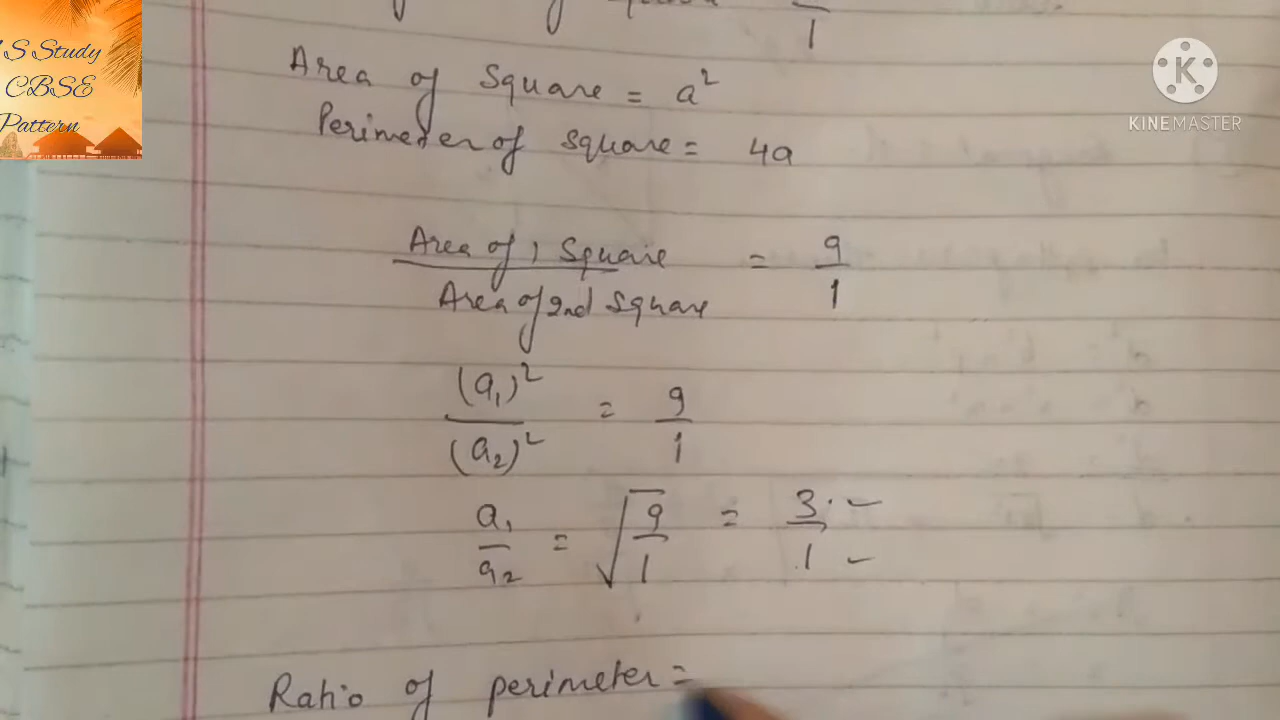 1
Area of Square = a²
Perimeter of Square = 4a
Area of 1 Square = 9
Area of 2nd Square 1
(a₁)² = 9
(a₂)² 1
a₁ = √9 = 3
a₂ 1 1
Ratio of perimeter =
S Study
CBSE
Pattern
K
KINEMASTER